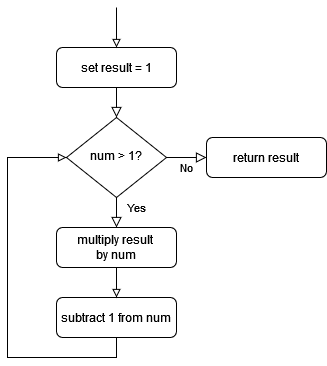 set result = 1
num > 1?
No
return result
Yes
multiply result
by num
subtract 1 from num